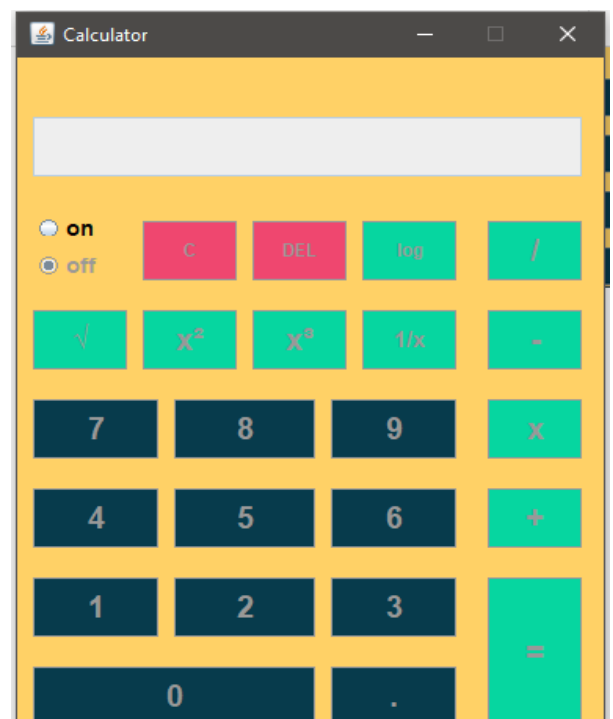 Calculator
on
off
C DEL log /
√ x² x³ 1/x -
7 8 9 x
4 5 6 +
1 2 3
=
0 .